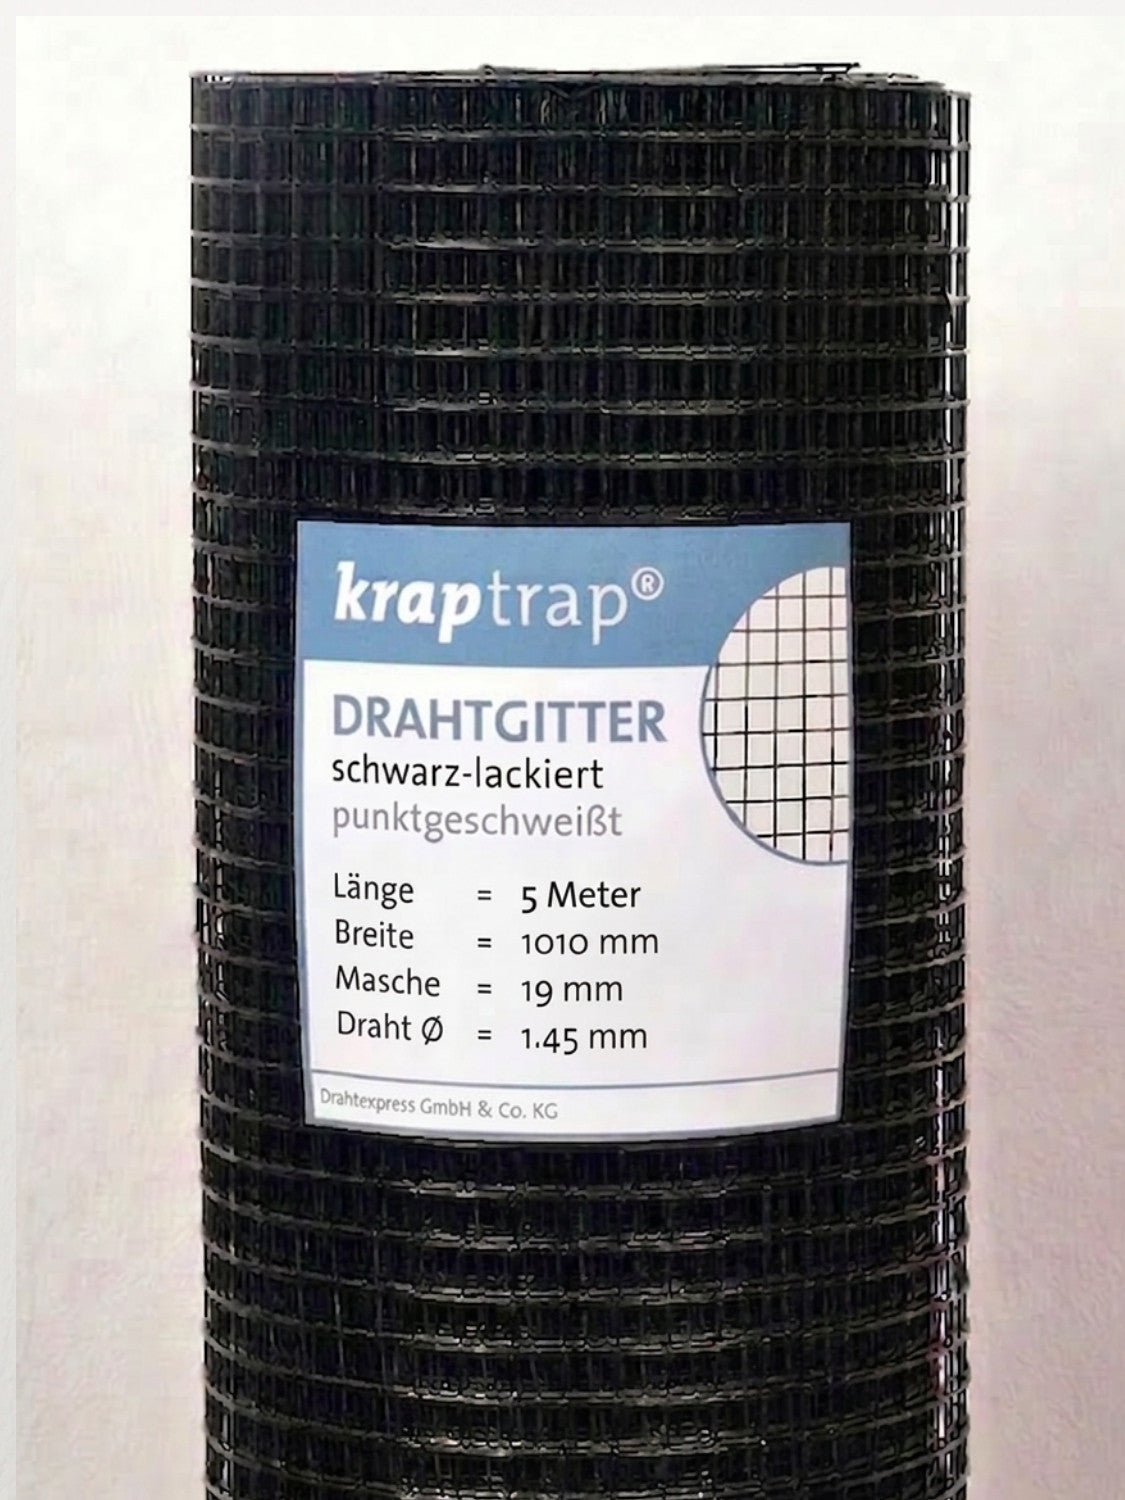 kraptrap®
DRAHTGITTER
schwarz-lackiert
punktgeschweißt
Länge = 5 Meter
Breite = 1010 mm
Masche = 19 mm
Draht Ø = 1.45 mm
Drahtexpress GmbH & Co. KG